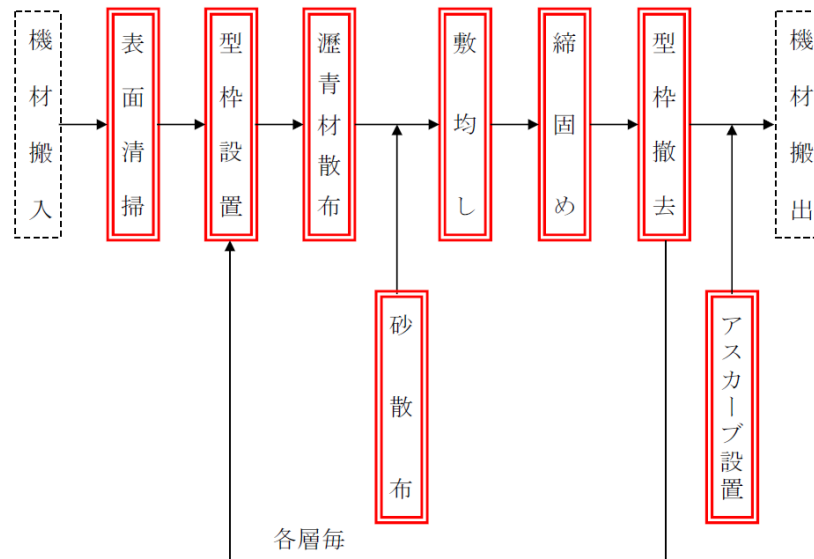 機材搬入
表面清掃
型枠設置
瀝青材散布
敷均し
締固め
型枠撤去
機材搬出
砂散布
アスカーブ設置
各層毎